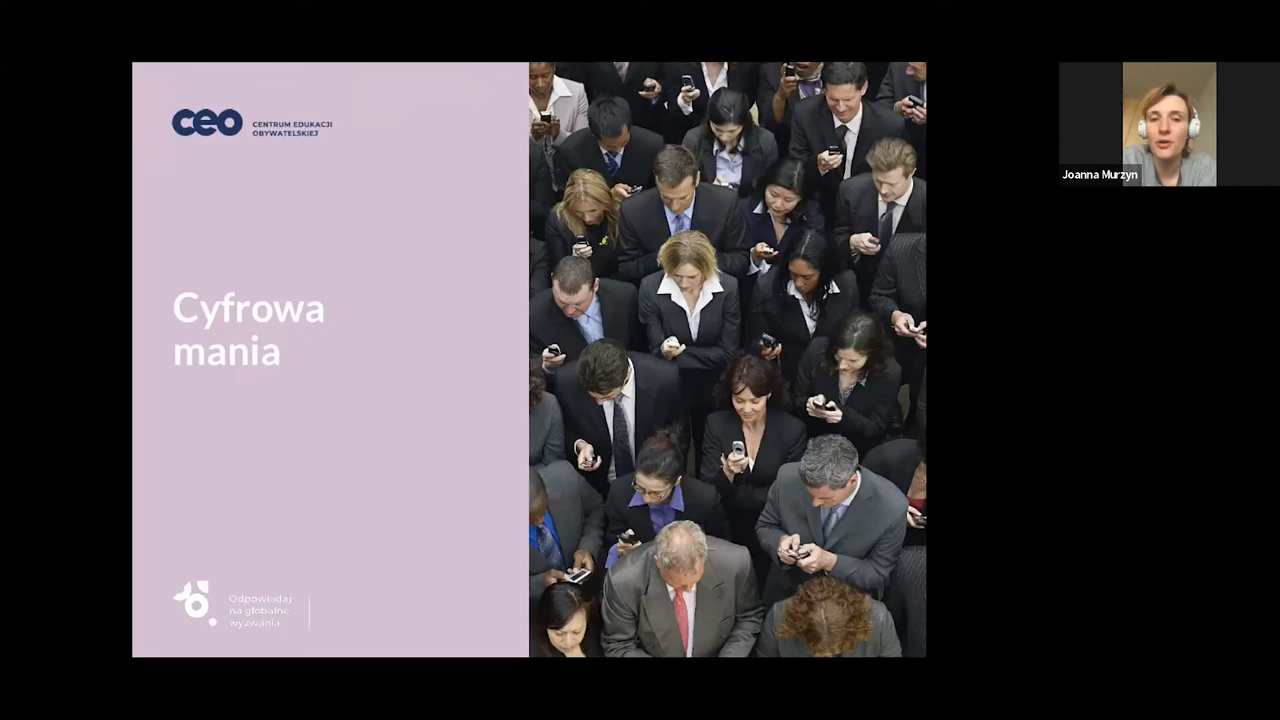 ceo
CENTRUM EDUKACJI
OBYWATELSKIEJ
Cyfrowa
mania
Odpowiadaj
na globalne
wyzwania
Joanna Murzyn